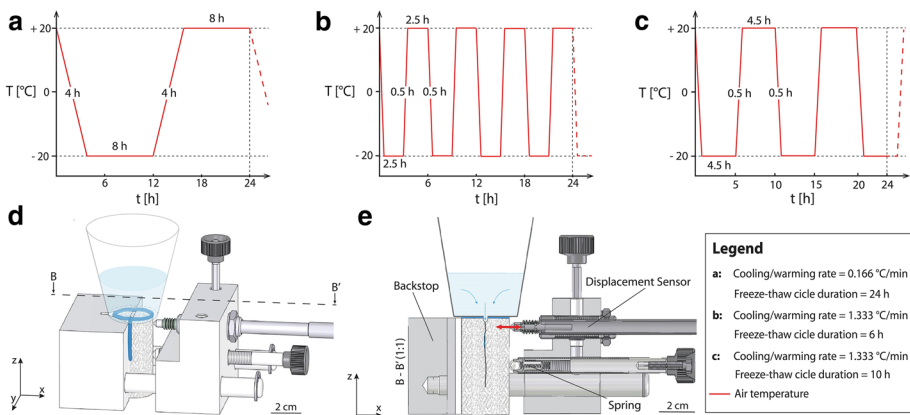 a
b
c
+ 20
0
- 20
T [°C]
8 h
4 h
4 h
8 h
6
12
18
24
t [h]
+ 20
0
- 20
T [°C]
2.5 h
0.5 h
0.5 h
2.5 h
6
12
18
24
t [h]
+ 20
0
- 20
T [°C]
4.5 h
0.5 h
0.5 h
4.5 h
5
10
15
20
24
t [h]
d
B
B'
z
y
x
2 cm
e
Backstop
Displacement Sensor
B - B' (1:1)
z
x
Spring
2 cm
Legend
a: Cooling/warming rate = 0.166 °C/min
Freeze-thaw cicle duration = 24 h
b: Cooling/warming rate = 1.333 °C/min
Freeze-thaw cicle duration = 6 h
c: Cooling/warming rate = 1.333 °C/min
Freeze-thaw cicle duration = 10 h
Air temperature